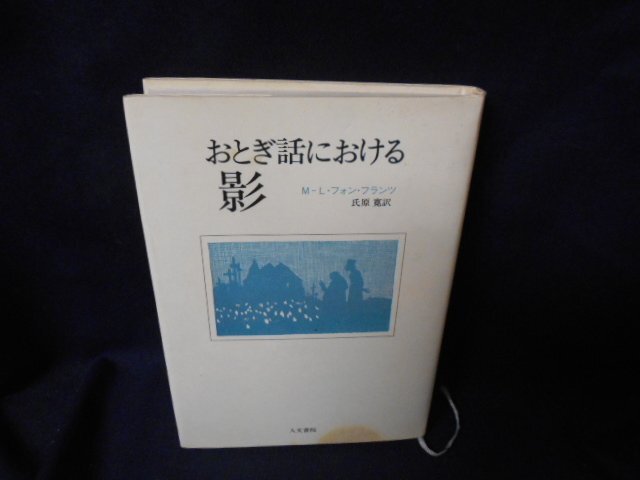 おとぎ話における
影
M-L・フォン・フランツ
氏原 寛訳
人文書院